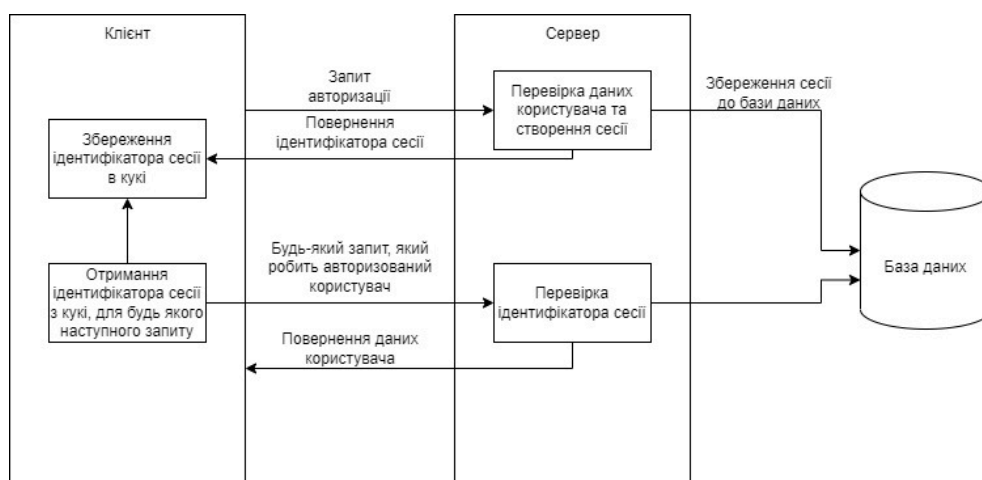 Клієнт
Сервер
Запит
авторизації
Перевірка даних
користувача та
створення сесії
Збереження сесії
до бази даних
Повернення
ідентифікатора сесії
Збереження
ідентифікатора сесії
в кукі
Будь-який запит, який
робить авторизований
користувач
База даних
Отримання
ідентифікатора сесії
з кукі, для будь якого
наступного запиту
Перевірка
ідентифікатора сесії
Повернення даних
користувача